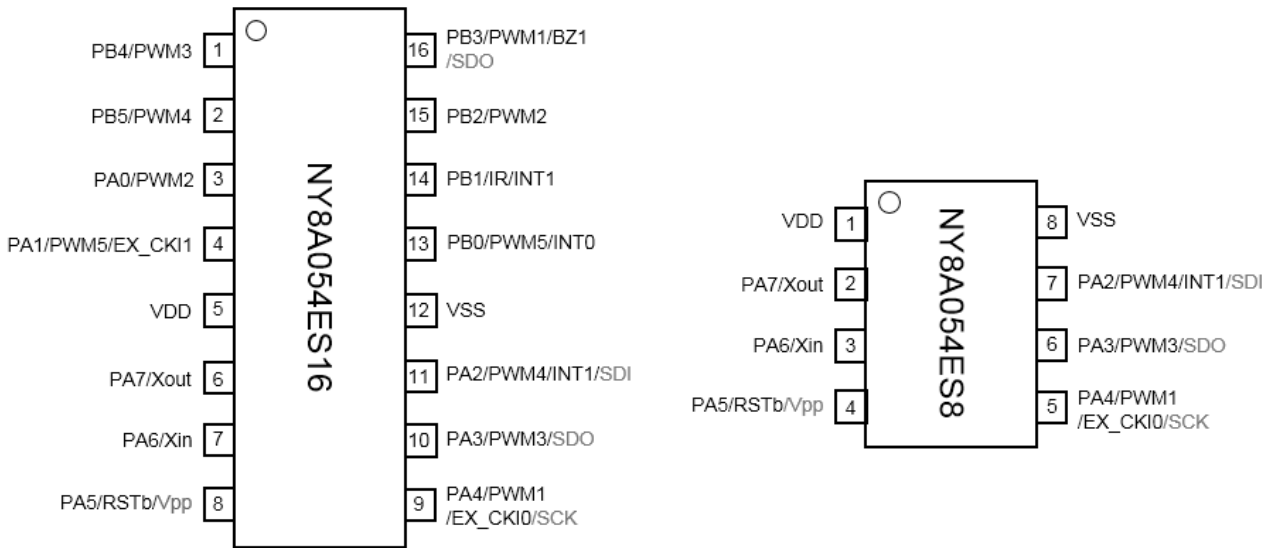 PB4/PWM3
1
PB5/PWM4
2
PA0/PWM2
3
PA1/PWM5/EX_CKI1
4
VDD
5
PA7/Xout
6
PA6/Xin
7
PA5/RSTb/Vpp
8
NY8A054ES16
16
PB3/PWM1/BZ1
/SDO
15
PB2/PWM2
14
PB1/IR/INT1
13
PB0/PWM5/INT0
12
VSS
11
PA2/PWM4/INT1/SDI
10
PA3/PWM3/SDO
9
PA4/PWM1
/EX_CKI0/SCK
VDD
1
PA7/Xout
2
PA6/Xin
3
PA5/RSTb/Vpp
4
NY8A054ES8
8
VSS
7
PA2/PWM4/INT1/SDI
6
PA3/PWM3/SDO
5
PA4/PWM1
/EX_CKI0/SCK